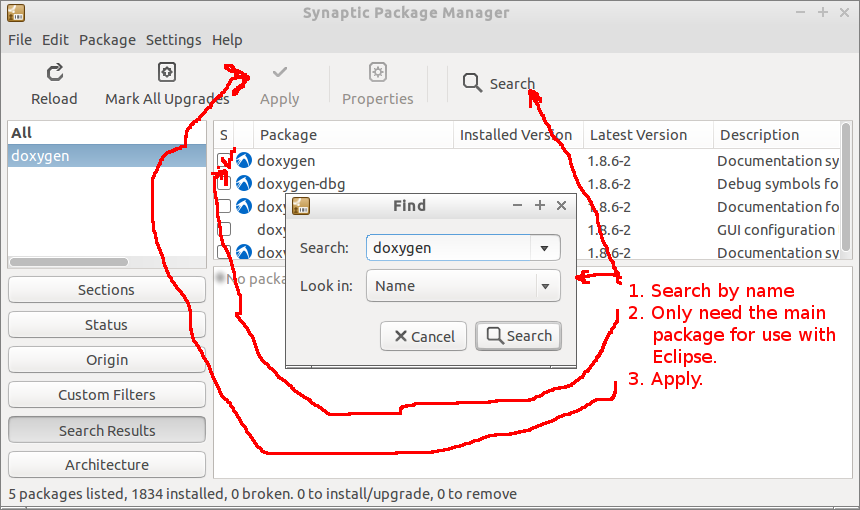 Synaptic Package Manager
File Edit Package Settings Help
Reload Mark All Upgrades Apply Properties Search
All
doxygen
S Package Installed Version Latest Version Description
doxygen 1.8.6-2 Documentation sy
doxygen-dbg 1.8.6-2 Debug symbols fo
doxy 1.8.6-2 Documentation fo
doxy 1.8.6-2 GUI configuration
doxy 1.8.6-2 Documentation sy
No packa
Find
Search: doxygen
Look in: Name
Cancel Search
Sections
Status
Origin
Custom Filters
Search Results
Architecture
1. Search by name
2. Only need the main
package for use with
Eclipse.
3. Apply.
5 packages listed, 1834 installed, 0 broken. 0 to install/upgrade, 0 to remove